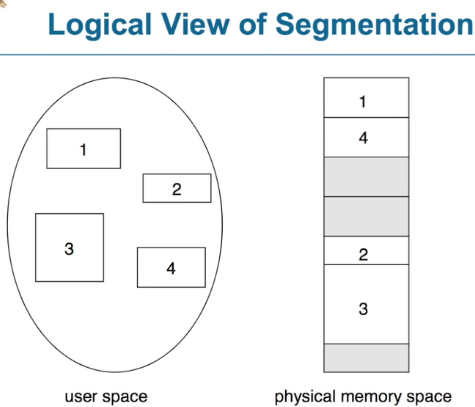 Logical View of Segmentation
1
2
3
4
1
4
2
3
user space
physical memory space